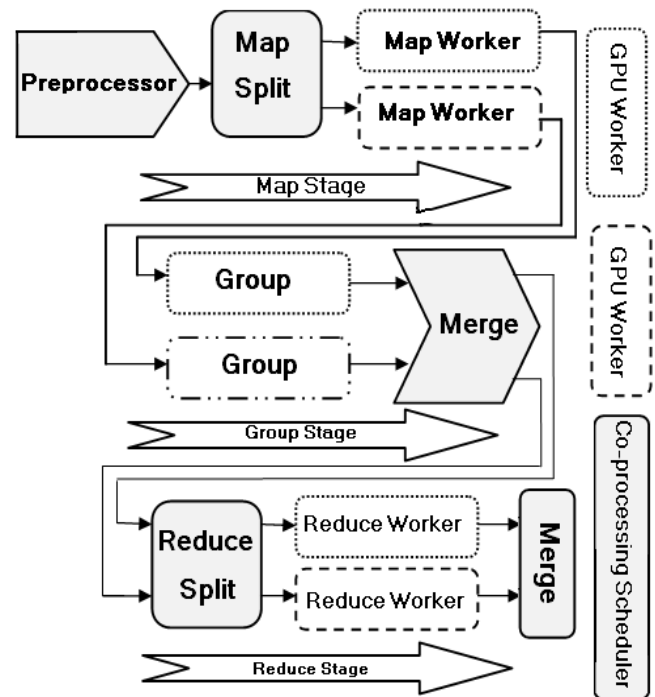 Preprocessor
Map
Split
Map Worker
Map Worker
Map Stage
GPU Worker
Group
Group
Merge
GPU Worker
Group Stage
Reduce
Split
Reduce Worker
Reduce Worker
Merge
Reduce Stage
Co-processing Scheduler